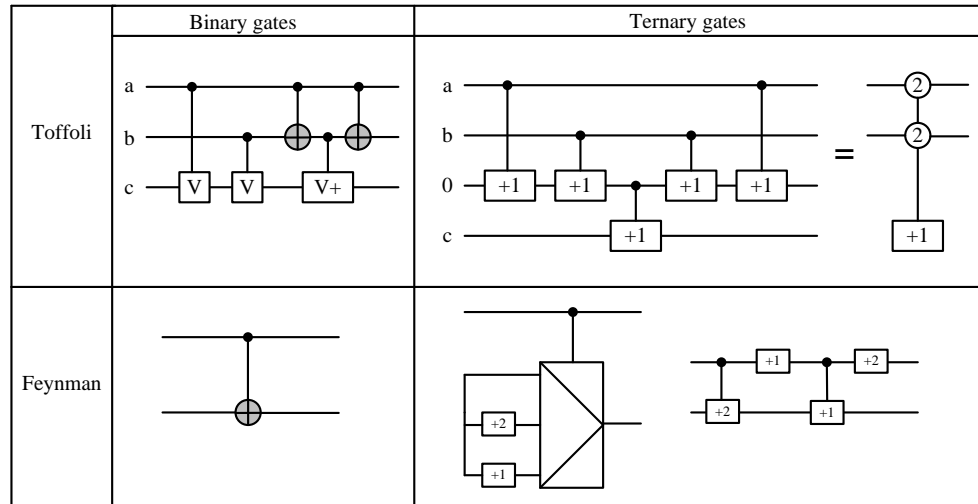 Binary gates
Ternary gates
Toffoli
a
b
c
V
V
V+
a
b
0
c
+1
+1
+1
+1
+1
=
2
2
+1
Feynman
+2
+1
+1
+2
+2
+1